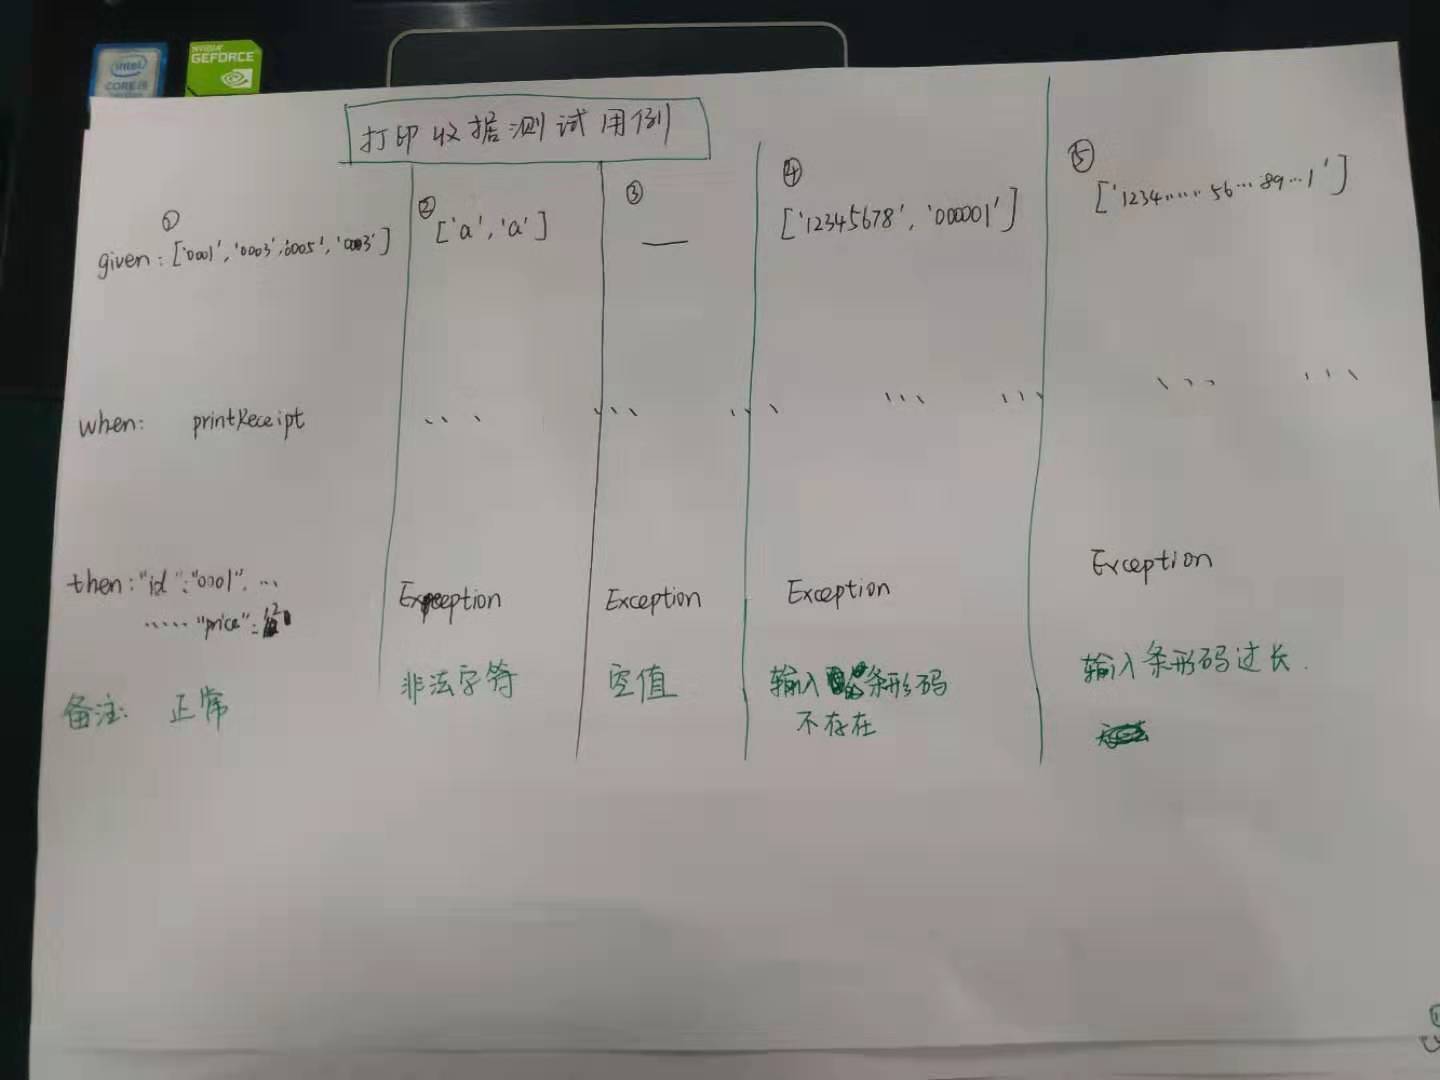 intel
CORE i5
NVIDIA
GEFORCE
打印收据测试用例
①
given: ['0001', '0003', '0005', '0003']
②
['a', 'a']
③
—
④
['12345678', '000001']
⑤
['1234......56...89...1']
when: printReceipt
... ... ... ... ... ... ...
then: "id": "0001", ...
..... "price":
Exception
Exception
Exception
Exception
备注: 正常
非法字符
空值
输入条形码
不存在
输入条形码过长.